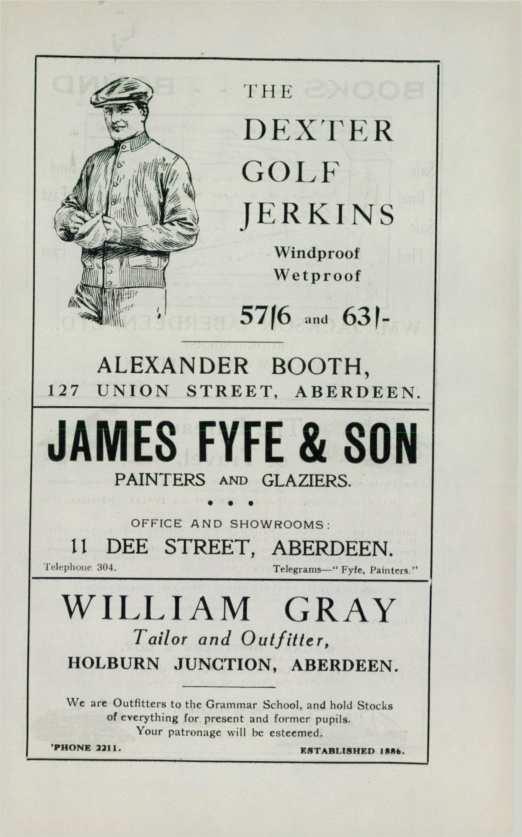 THE
DEXTER
GOLF
JERKINS
Windproof
Wetproof
57/6 and 63/-
ALEXANDER BOOTH,
127 UNION STREET, ABERDEEN.
JAMES FYFE & SON
PAINTERS AND GLAZIERS.
OFFICE AND SHOWROOMS:
11 DEE STREET, ABERDEEN.
Telephone 304. Telegrams—"Fyfe, Painters."
WILLIAM GRAY
Tailor and Outfitter,
HOLBURN JUNCTION, ABERDEEN.
We are Outfitters to the Grammar School, and hold Stocks
of everything for present and former pupils.
Your patronage will be esteemed.
'PHONE 2211. ESTABLISHED 1886.